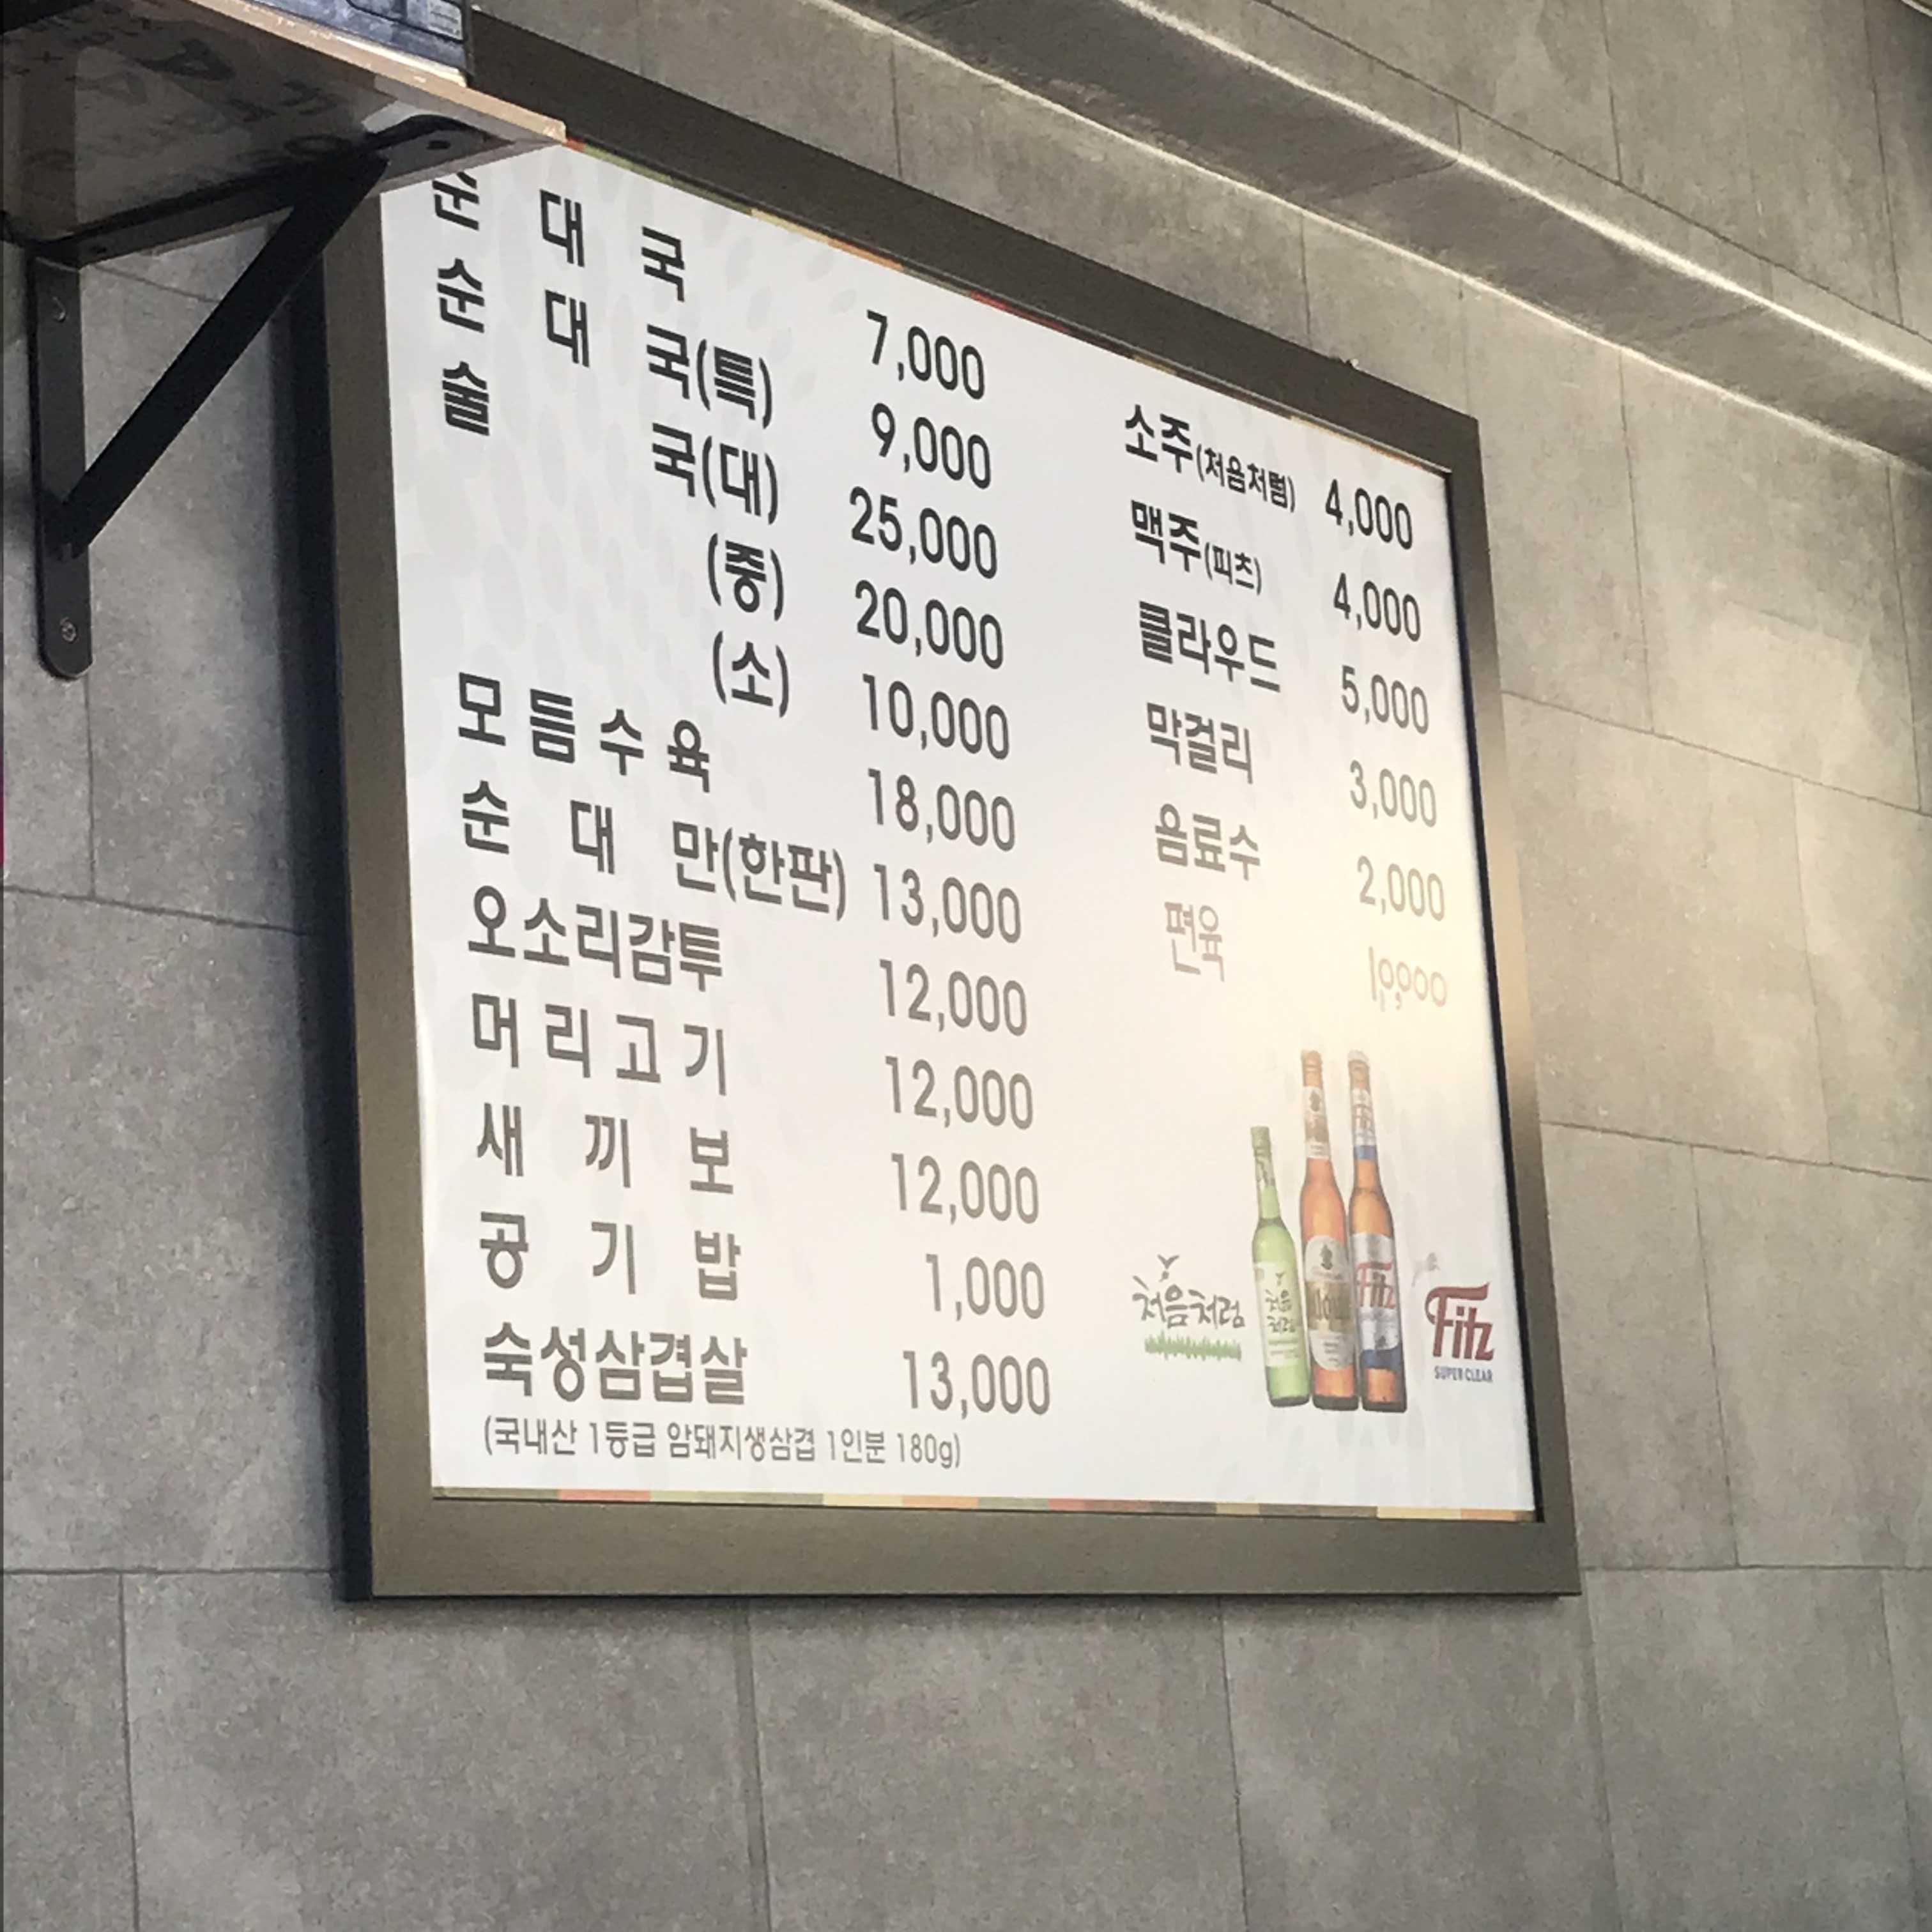 순대국 7,000
순대국(특) 9,000
술국(대) 25,000
(중) 20,000
(소) 10,000
모듬수육 18,000
순대만(한판) 13,000
오소리감투 12,000
머리고기 12,000
새끼보 12,000
공기밥 1,000
숙성삼겹살 13,000
(국내산 1등급 암돼지생삼겹 1인분 180g)
소주(처음처럼) 4,000
맥주(피츠) 4,000
클라우드 5,000
막걸리 3,000
음료수 2,000
편육 10,000
처음처럼
처음
처럼
Fitz
Fitz
SUPER CLEAR